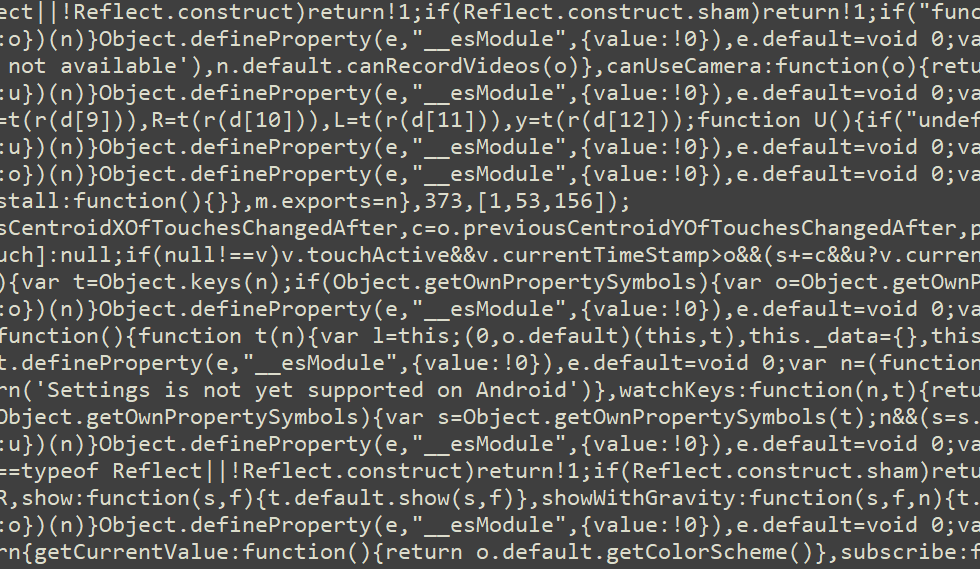 ect||!Reflect.construct)return!1;if(Reflect.construct.sham)return!1;if("func
:o})(n)}Object.defineProperty(e,"__esModule",{value:!0}),e.default=void 0;va
not available'),n.default.canRecordVideos(o)},canUseCamera:function(o){retu
:u})(n)}Object.defineProperty(e,"__esModule",{value:!0}),e.default=void 0;va
=t(r(d[9])),R=t(r(d[10])),L=t(r(d[11])),y=t(r(d[12]));function U(){if("undef
:u})(n)}Object.defineProperty(e,"__esModule",{value:!0}),e.default=void 0;va
:o})(n)}Object.defineProperty(e,"__esModule",{value:!0}),e.default=void 0;va
stall:function(){}},m.exports=n},373,[1,53,156]);
sCentroidXOfTouchesChangedAfter,c=o.previousCentroidYOfTouchesChangedAfter,p
uch]:null;if(null!==v)v.touchActive&&v.currentTimeStamp>o&&(s+=c&&u?v.curren
){var t=Object.keys(n);if(Object.getOwnPropertySymbols){var o=Object.getOwnP
:o})(n)}Object.defineProperty(e,"__esModule",{value:!0}),e.default=void 0;va
function(){function t(n){var l=this;(0,o.default)(this,t),this._data={},this
t.defineProperty(e,"__esModule",{value:!0}),e.default=void 0;var n=(function
rn('Settings is not yet supported on Android')},watchKeys:function(n,t){retu
Object.getOwnPropertySymbols){var s=Object.getOwnPropertySymbols(t);n&&(s=s.
:u})(n)}Object.defineProperty(e,"__esModule",{value:!0}),e.default=void 0;va
==typeof Reflect||!Reflect.construct)return!1;if(Reflect.construct.sham)retu
R,show:function(s,f){t.default.show(s,f)},showWithGravity:function(s,f,n){t.
:o})(n)}Object.defineProperty(e,"__esModule",{value:!0}),e.default=void 0;va
rn{getCurrentValue:function(){return o.default.getColorScheme()},subscribe:f